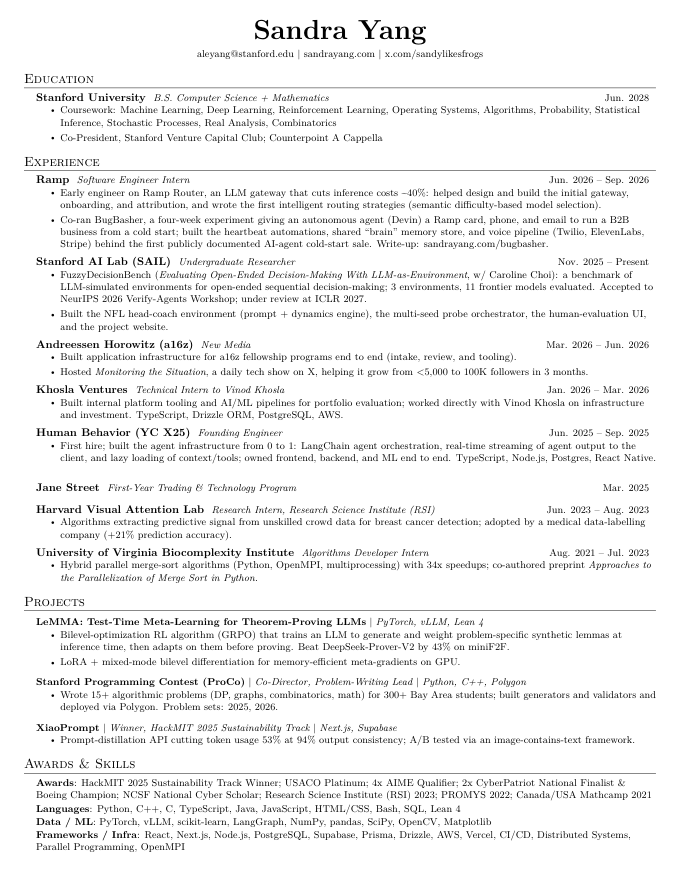 Sandra Yang
aleyang@stanford.edu | sandrayang.com | x.com/sandylikesfrogs
Education
Stanford University B.S. Computer Science + Mathematics Jun. 2028
• Coursework: Machine Learning, Deep Learning, Reinforcement Learning, Operating Systems, Algorithms, Probability, Statistical
Inference, Stochastic Processes, Real Analysis, Combinatorics
• Co-President, Stanford Venture Capital Club; Counterpoint A Cappella
Experience
Ramp Software Engineer Intern Jun. 2026 – Sep. 2026
• Early engineer on Ramp Router, an LLM gateway that cuts inference costs ~40%: helped design and build the initial gateway,
onboarding, and attribution, and wrote the first intelligent routing strategies (semantic difficulty-based model selection).
• Co-ran BugBasher, a four-week experiment giving an autonomous agent (Devin) a Ramp card, phone, and email to run a B2B
business from a cold start; built the heartbeat automations, shared “brain” memory store, and voice pipeline (Twilio, ElevenLabs,
Stripe) behind the first publicly documented AI-agent cold-start sale. Write-up: sandrayang.com/bugbasher.
Stanford AI Lab (SAIL) Undergraduate Researcher Nov. 2025 – Present
• FuzzyDecisionBench (Evaluating Open-Ended Decision-Making With LLM-as-Environment, w/ Caroline Choi): a benchmark of
LLM-simulated environments for open-ended sequential decision-making; 3 environments, 11 frontier models evaluated. Accepted to
NeurIPS 2026 Verify-Agents Workshop; under review at ICLR 2027.
• Built the NFL head-coach environment (prompt + dynamics engine), the multi-seed probe orchestrator, the human-evaluation UI,
and the project website.
Andreessen Horowitz (a16z) New Media Mar. 2026 – Jun. 2026
• Built application infrastructure for a16z fellowship programs end to end (intake, review, and tooling).
• Hosted Monitoring the Situation, a daily tech show on X, helping it grow from <5,000 to 100K followers in 3 months.
Khosla Ventures Technical Intern to Vinod Khosla Jan. 2026 – Mar. 2026
• Built internal platform tooling and AI/ML pipelines for portfolio evaluation; worked directly with Vinod Khosla on infrastructure
and investment. TypeScript, Drizzle ORM, PostgreSQL, AWS.
Human Behavior (YC X25) Founding Engineer Jun. 2025 – Sep. 2025
• First hire; built the agent infrastructure from 0 to 1: LangChain agent orchestration, real-time streaming of agent output to the
client, and lazy loading of context/tools; owned frontend, backend, and ML end to end. TypeScript, Node.js, Postgres, React Native.
Jane Street First-Year Trading & Technology Program Mar. 2025
Harvard Visual Attention Lab Research Intern, Research Science Institute (RSI) Jun. 2023 – Aug. 2023
• Algorithms extracting predictive signal from unskilled crowd data for breast cancer detection; adopted by a medical data-labelling
company (+21% prediction accuracy).
University of Virginia Biocomplexity Institute Algorithms Developer Intern Aug. 2021 – Jul. 2023
• Hybrid parallel merge-sort algorithms (Python, OpenMPI, multiprocessing) with 34x speedups; co-authored preprint Approaches to
the Parallelization of Merge Sort in Python.
Projects
LeMMA: Test-Time Meta-Learning for Theorem-Proving LLMs | PyTorch, vLLM, Lean 4
• Bilevel-optimization RL algorithm (GRPO) that trains an LLM to generate and weight problem-specific synthetic lemmas at
inference time, then adapts on them before proving. Beat DeepSeek-Prover-V2 by 43% on miniF2F.
• LoRA + mixed-mode bilevel differentiation for memory-efficient meta-gradients on GPU.
Stanford Programming Contest (ProCo) | Co-Director, Problem-Writing Lead | Python, C++, Polygon
• Wrote 15+ algorithmic problems (DP, graphs, combinatorics, math) for 300+ Bay Area students; built generators and validators and
deployed via Polygon. Problem sets: 2025, 2026.
XiaoPrompt | Winner, HackMIT 2025 Sustainability Track | Next.js, Supabase
• Prompt-distillation API cutting token usage 53% at 94% output consistency; A/B tested via an image-contains-text framework.
Awards & Skills
Awards: HackMIT 2025 Sustainability Track Winner; USACO Platinum; 4x AIME Qualifier; 2x CyberPatriot National Finalist &
Boeing Champion; NCSF National Cyber Scholar; Research Science Institute (RSI) 2023; PROMYS 2022; Canada/USA Mathcamp 2021
Languages: Python, C++, C, TypeScript, Java, JavaScript, HTML/CSS, Bash, SQL, Lean 4
Data / ML: PyTorch, vLLM, scikit-learn, LangGraph, NumPy, pandas, SciPy, OpenCV, Matplotlib
Frameworks / Infra: React, Next.js, Node.js, PostgreSQL, Supabase, Prisma, Drizzle, AWS, Vercel, CI/CD, Distributed Systems,
Parallel Programming, OpenMPI